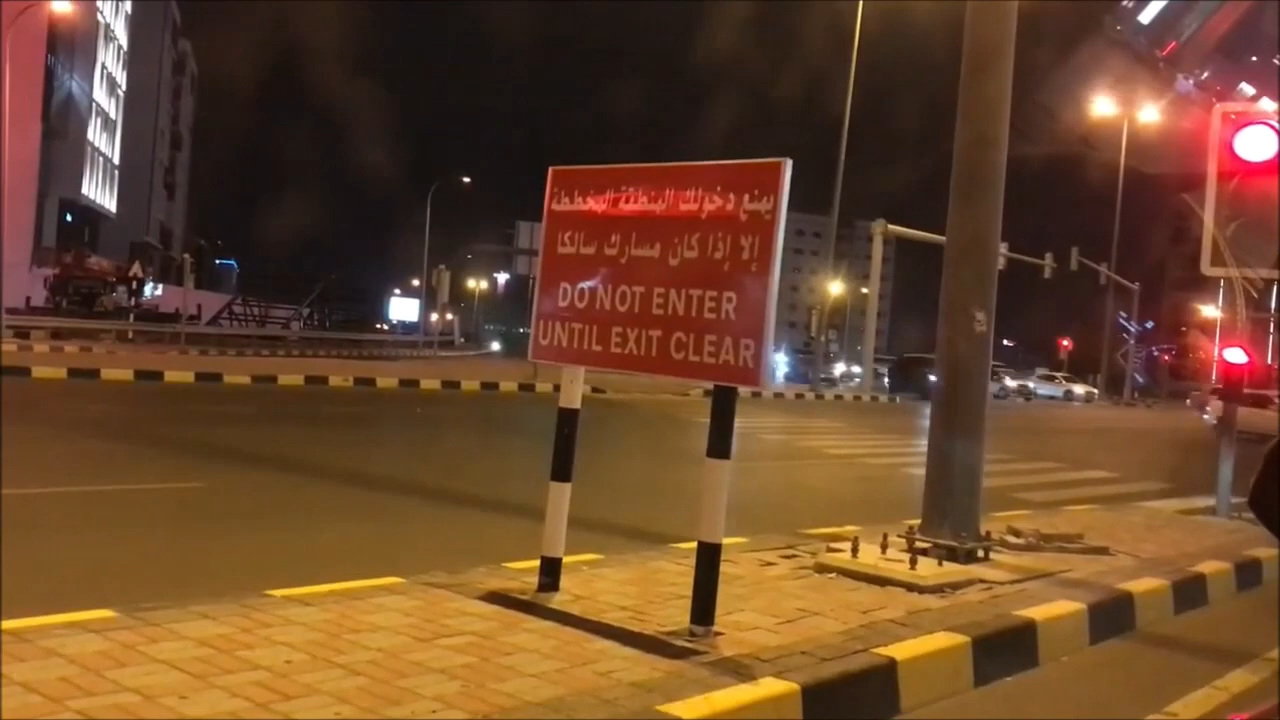 يمنع دخولك المنطقة المخططة
إلا إذا كان مسارك سالكا
DO NOT ENTER
UNTIL EXIT CLEAR